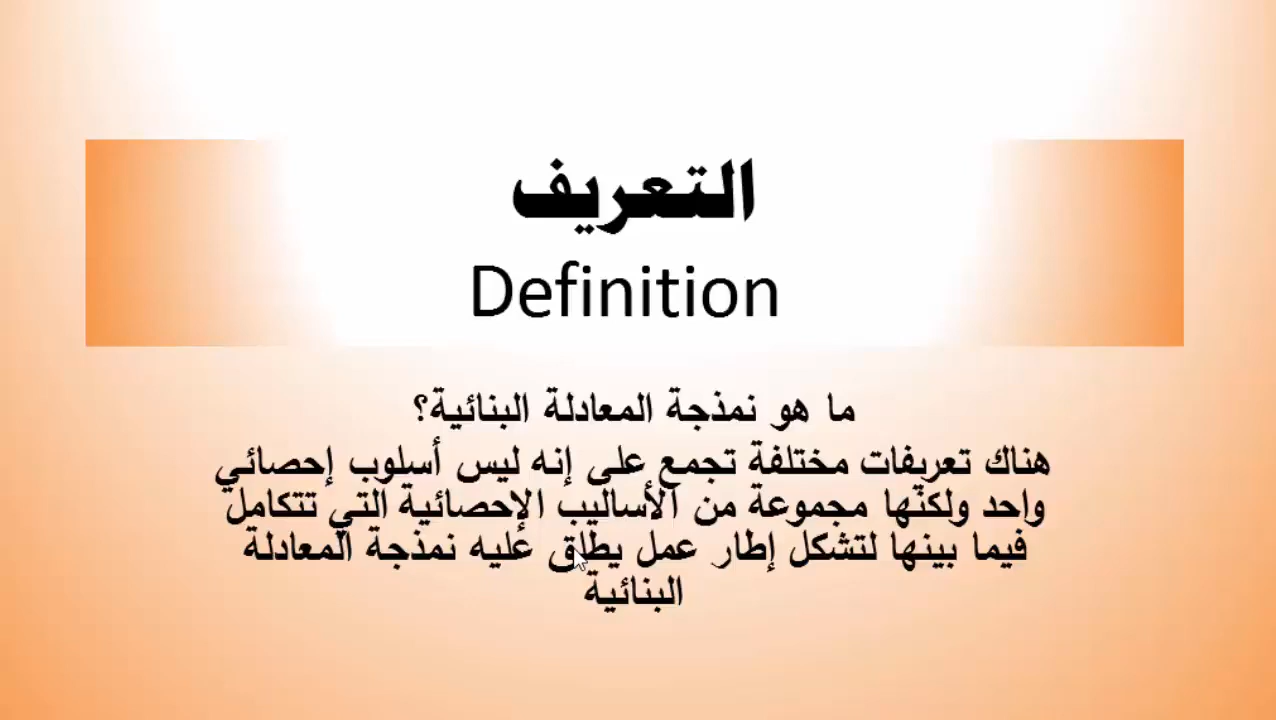 التعريف
Definition
ما هو نمذجة المعادلة البنائية؟
هناك تعريفات مختلفة تجمع على إنه ليس أسلوب إحصائي
واحد ولكنها مجموعة من الأساليب الإحصائية التي تتكامل
فيما بينها لتشكل إطار عمل يطلق عليه نمذجة المعادلة
البنائية